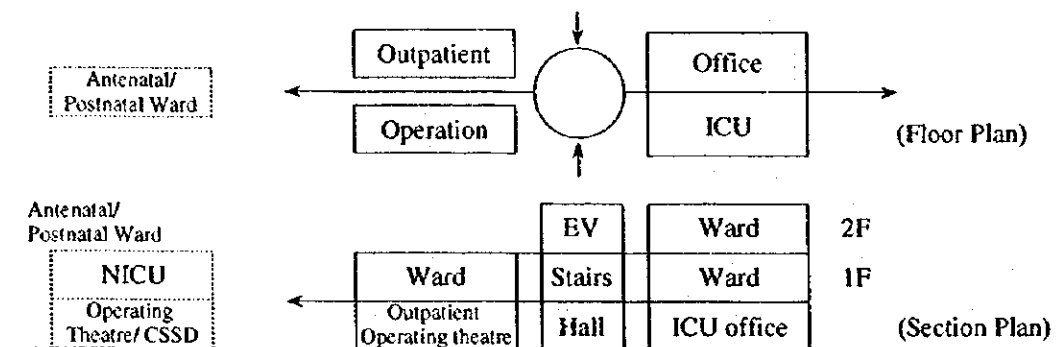 Outpatient
Office
Antenatal/
Postnatal Ward
Operation
ICU
(Floor Plan)
Antenatal/
Postnatal Ward
EV
Ward
2F
NICU
Ward
Stairs
Ward
1F
Operating
Theatre/ CSSD
Outpatient
Operating theatre
Hall
ICU office
(Section Plan)